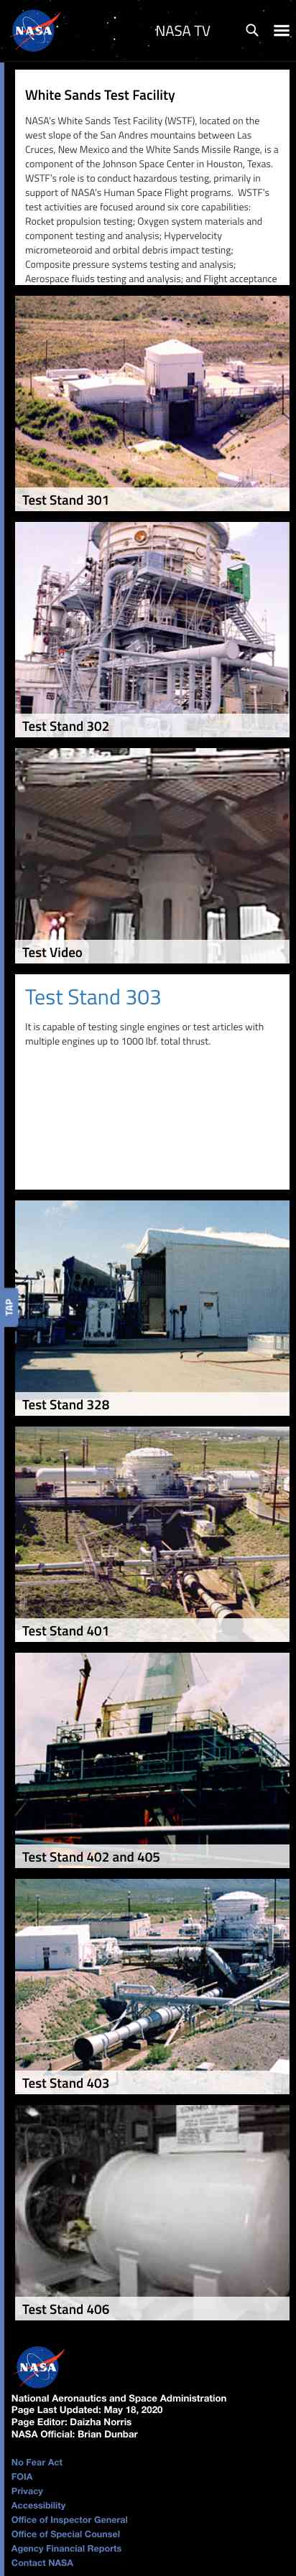 NASA
NASA TV
White Sands Test Facility
NASA's White Sands Test Facility (WSTF), located on the
west slope of the San Andres mountains between Las
Cruces, New Mexico and the White Sands Missile Range, is a
component of the Johnson Space Center in Houston, Texas.
WSTF's role is to conduct hazardous testing, primarily in
support of NASA's Human Space Flight programs.  WSTF's
test activities are focused around six core capabilities:
Rocket propulsion testing; Oxygen system materials and
component testing and analysis; Hypervelocity
micrometeoroid and orbital debris impact testing;
Composite pressure systems testing and analysis;
Aerospace fluids testing and analysis; and Flight acceptance
Test Stand 301
Test Stand 302
Test Video
Test Stand 303
It is capable of testing single engines or test articles with
multiple engines up to 1000 lbf. total thrust.
TAP
Test Stand 328
Test Stand 401
Test Stand 402 and 405
Test Stand 403
Test Stand 406
NASA
National Aeronautics and Space Administration
Page Last Updated: May 18, 2020
Page Editor: Daizha Norris
NASA Official: Brian Dunbar
No Fear Act
FOIA
Privacy
Accessibility
Office of Inspector General
Office of Special Counsel
Agency Financial Reports
Contact NASA